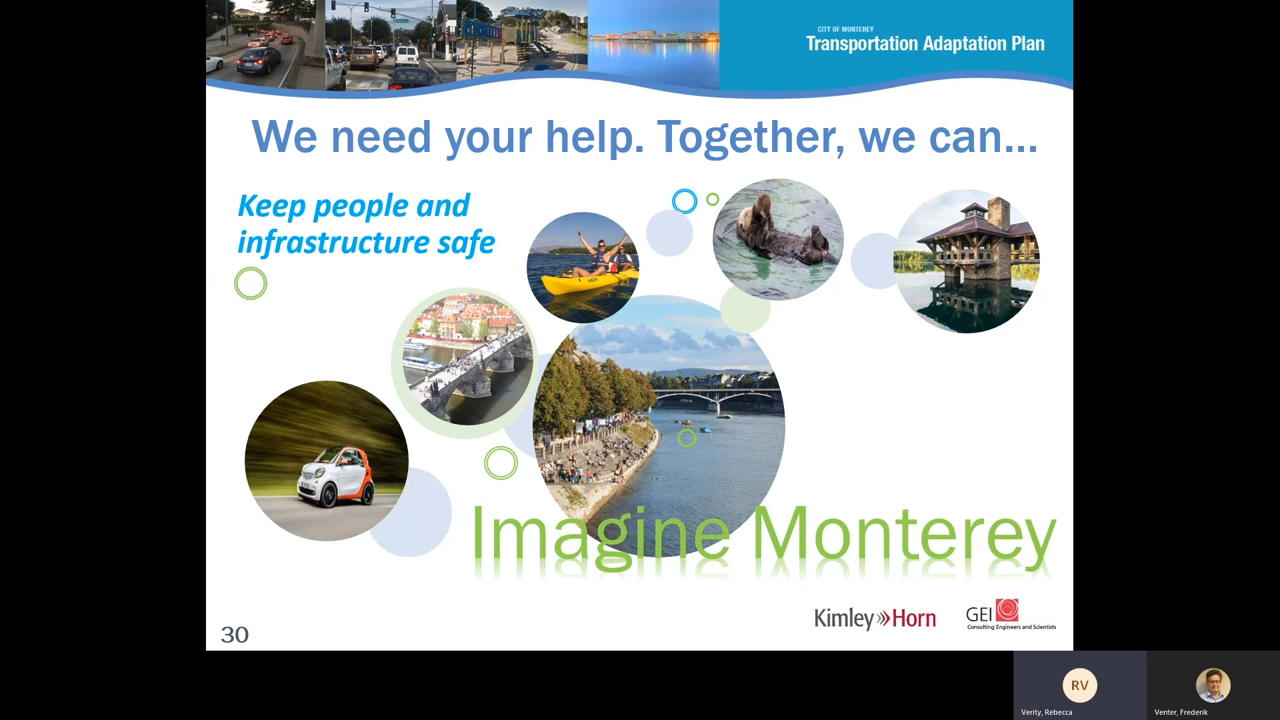 CITY OF MONTEREY
Transportation Adaptation Plan
We need your help. Together, we can...
Keep people and
infrastructure safe
Imagine Monterey
Kimley»Horn
GEI
Consulting Engineers and Scientists
30
RV
Verity, Rebecca
Venter, Frederik